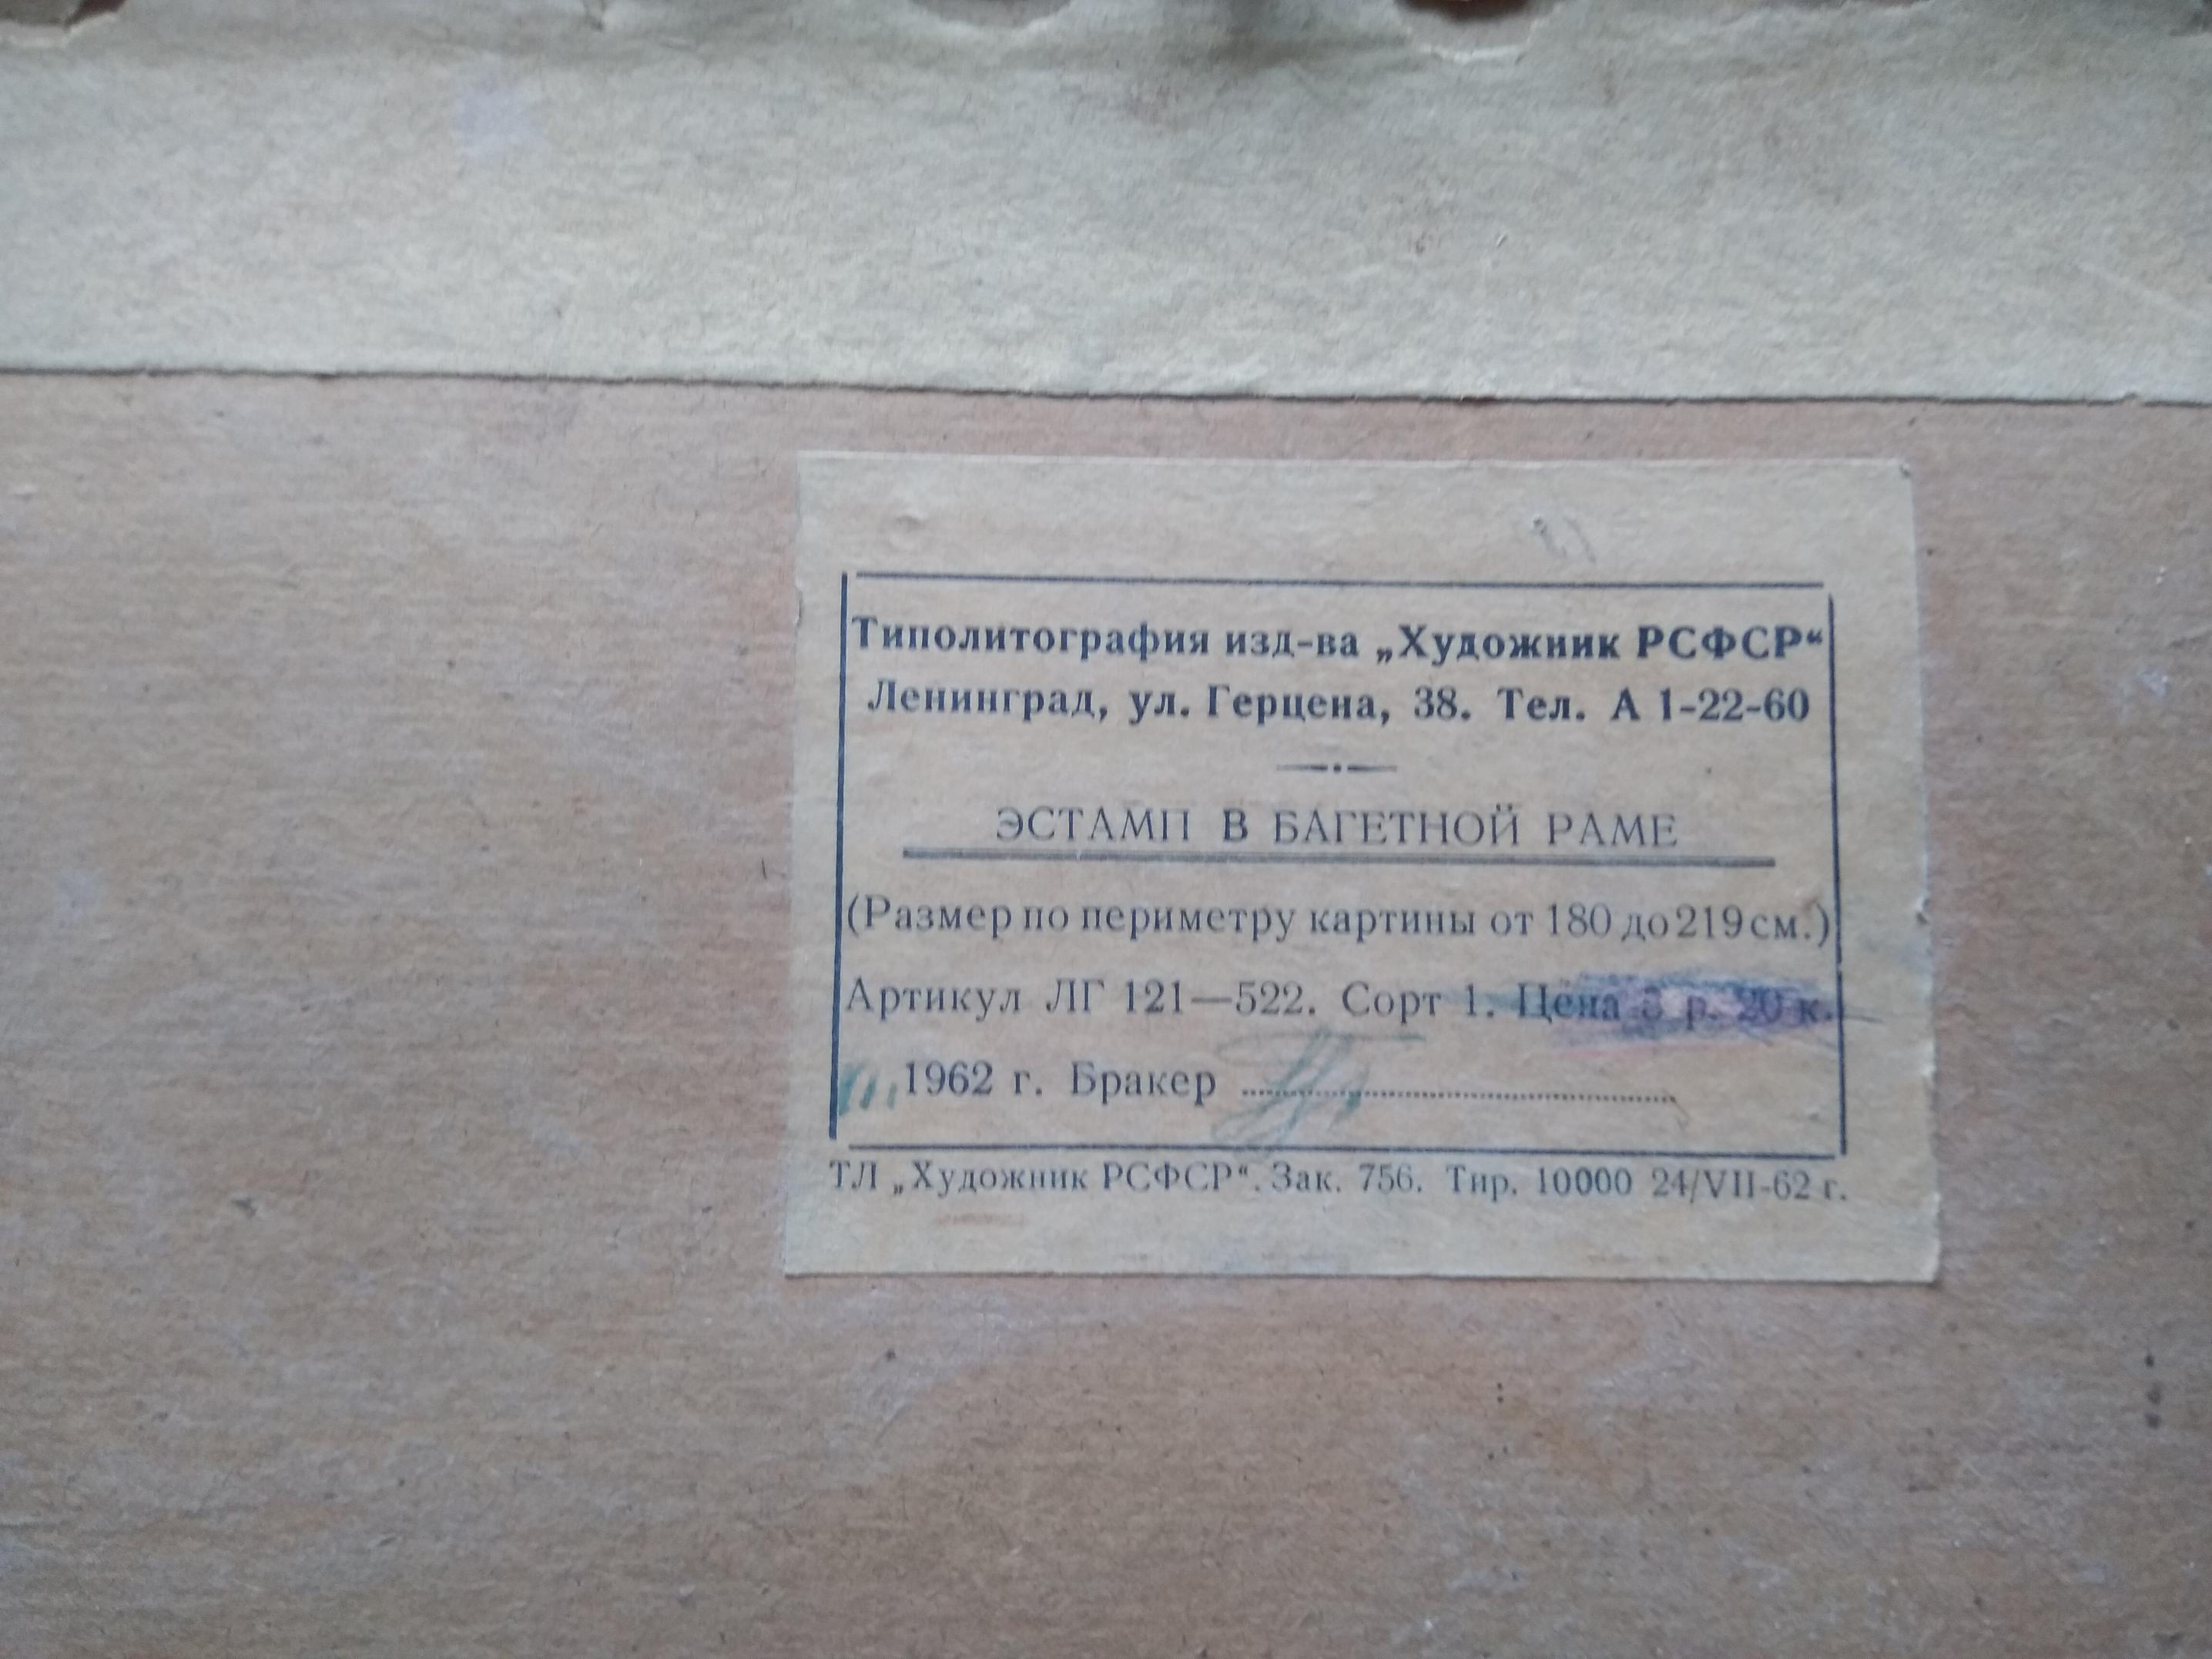 Типолитография изд-ва „Художник РСФСР“
Ленинград, ул. Герцена, 38. Тел. А 1-22-60
ЭСТАМП В БАГЕТНОЙ РАМЕ
(Размер по периметру картины от 180 до 219 см.)
Артикул ЛГ 121—522. Сорт 1. Цена 3 р. 20 к.
1962 г. Бракер
ТЛ „Художник РСФСР“. Зак. 756. Тир. 10000 24/VII-62 г.